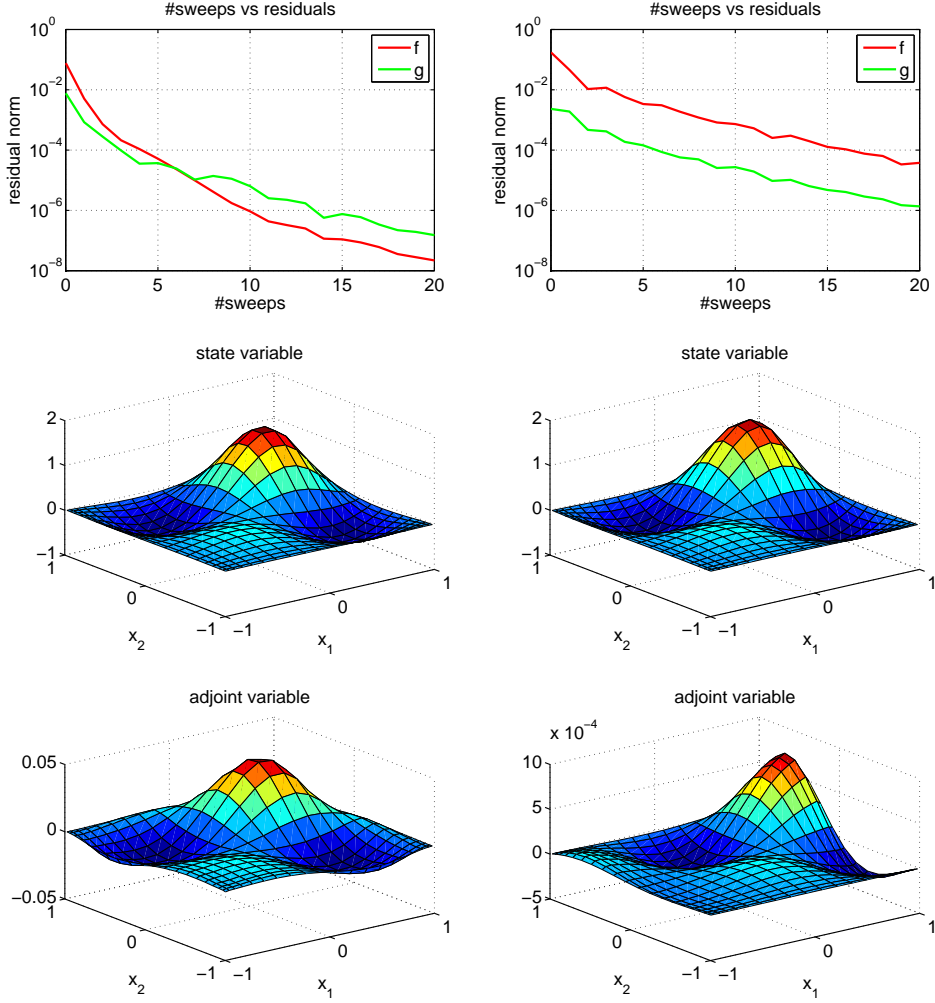 #sweeps vs residuals
10^0
10^−2
10^−4
10^−6
10^−8
residual norm
f
g
0
5
10
15
20
#sweeps
#sweeps vs residuals
10^0
10^−2
10^−4
10^−6
10^−8
residual norm
f
g
0
5
10
15
20
#sweeps
state variable
2
1
0
−1
1
0
−1
−1
0
1
x_2
x_1
state variable
2
1
0
−1
1
0
−1
−1
0
1
x_2
x_1
adjoint variable
0.05
0
−0.05
1
0
−1
−1
0
1
x_2
x_1
adjoint variable
x 10^−4
10
5
0
−5
1
0
−1
−1
0
1
x_2
x_1